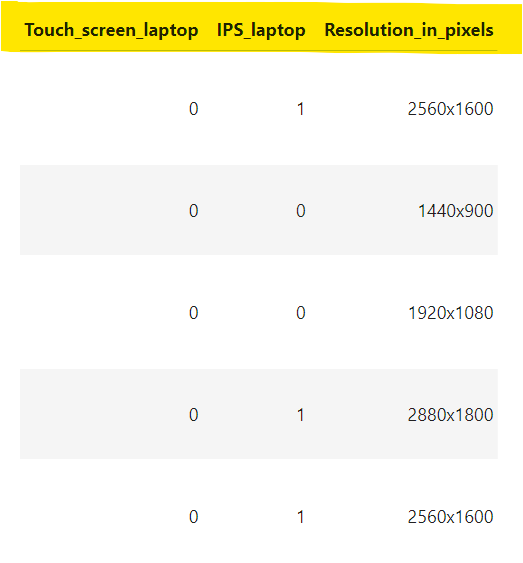 Touch_screen_laptop IPS_laptop Resolution_in_pixels
0 1 2560x1600
0 0 1440x900
0 0 1920x1080
0 1 2880x1800
0 1 2560x1600